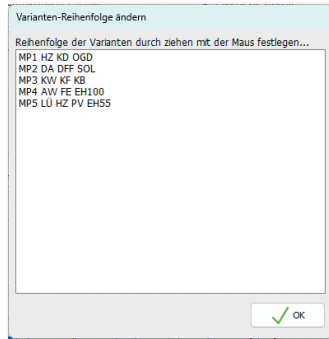 Varianten-Reihenfolge ändern
Reihenfolge der Varianten durch ziehen mit der Maus festlegen...
MP1 HZ KD OGD
MP2 DA DFF SOL
MP3 KW KF KB
MP4 AW FE EH100
MP5 LÜ HZ PV EH55
OK